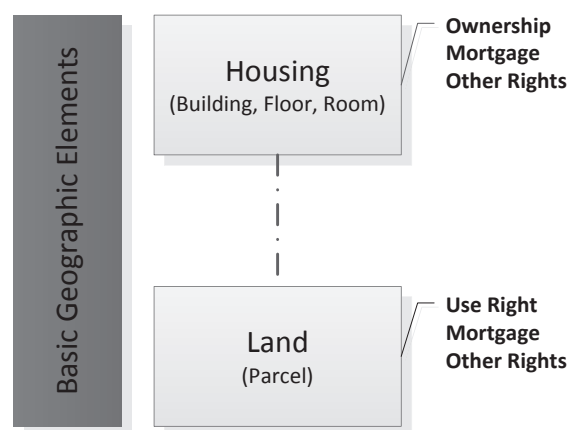 Basic Geographic Elements
Housing
(Building, Floor, Room)
Ownership
Mortgage
Other Rights
Land
(Parcel)
Use Right
Mortgage
Other Rights